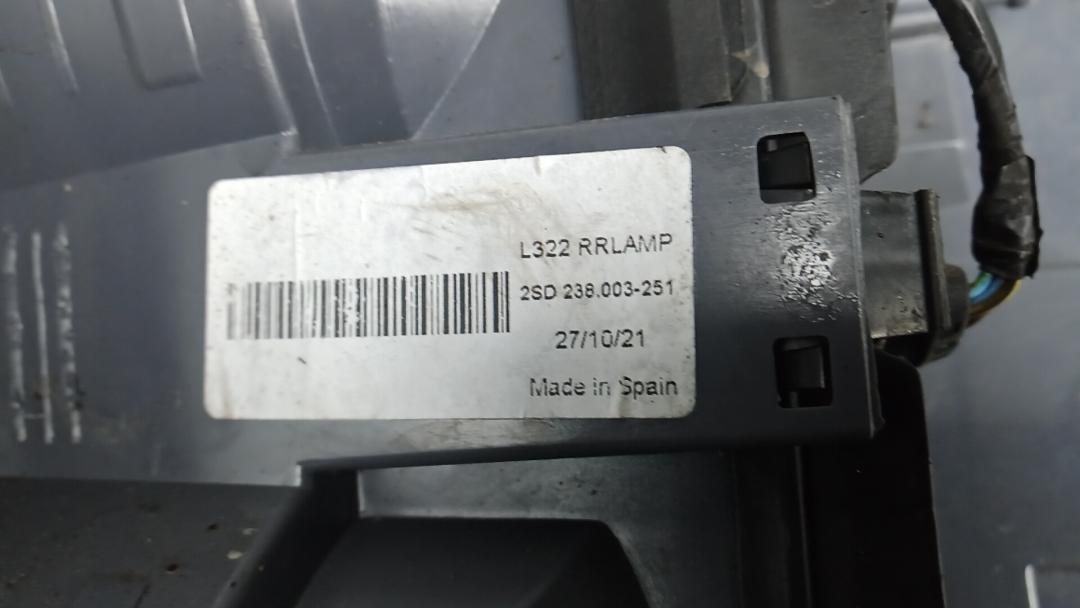 L322 RRLAMP
2SD 238.003-251
27/10/21
Made in Spain